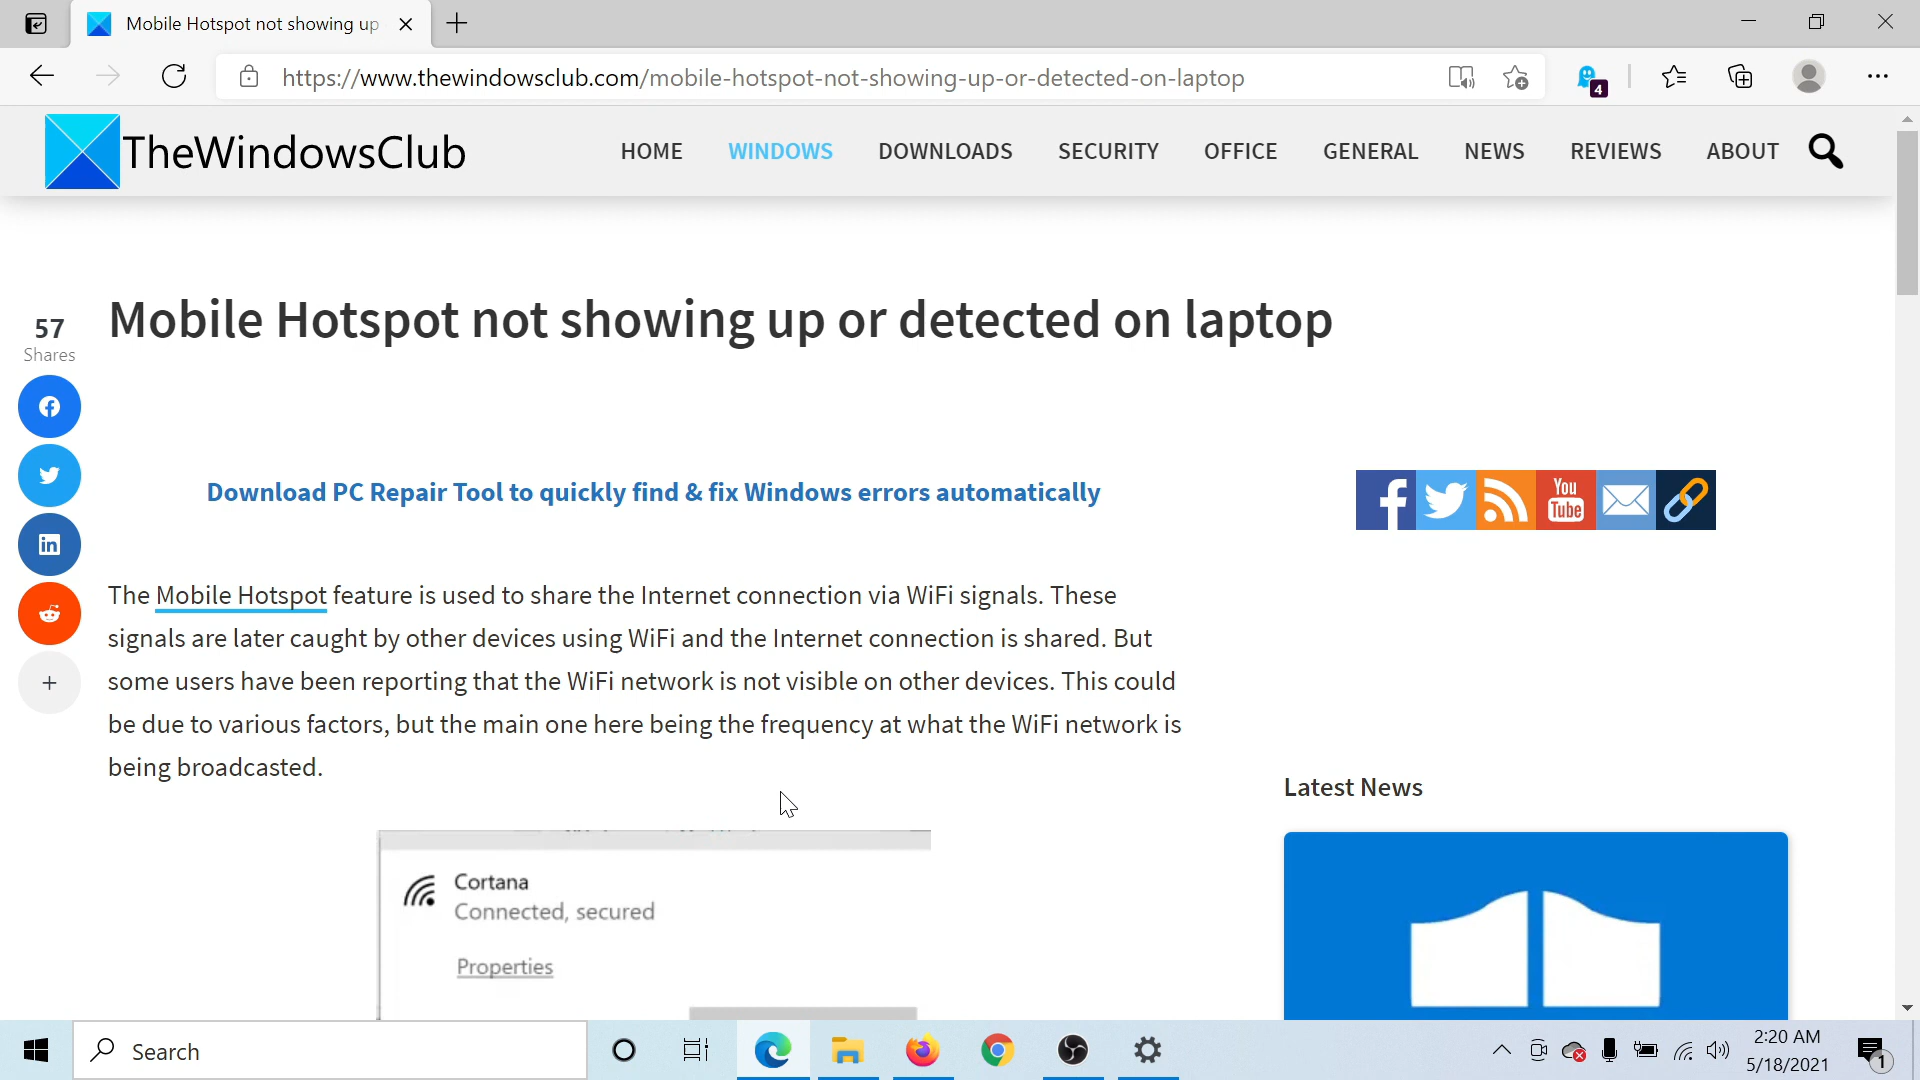 Mobile Hotspot not showing up
https://www.thewindowsclub.com/mobile-hotspot-not-showing-up-or-detected-on-laptop
4
TheWindowsClub
HOME WINDOWS DOWNLOADS SECURITY OFFICE GENERAL NEWS REVIEWS ABOUT
Mobile Hotspot not showing up or detected on laptop
57
Shares
Download PC Repair Tool to quickly find & fix Windows errors automatically
You
Tube
The Mobile Hotspot feature is used to share the Internet connection via WiFi signals. These
signals are later caught by other devices using WiFi and the Internet connection is shared. But
some users have been reporting that the WiFi network is not visible on other devices. This could
be due to various factors, but the main one here being the frequency at what the WiFi network is
being broadcasted.
Latest News
Cortana
Connected, secured
Properties
Search
2:20 AM
5/18/2021
1